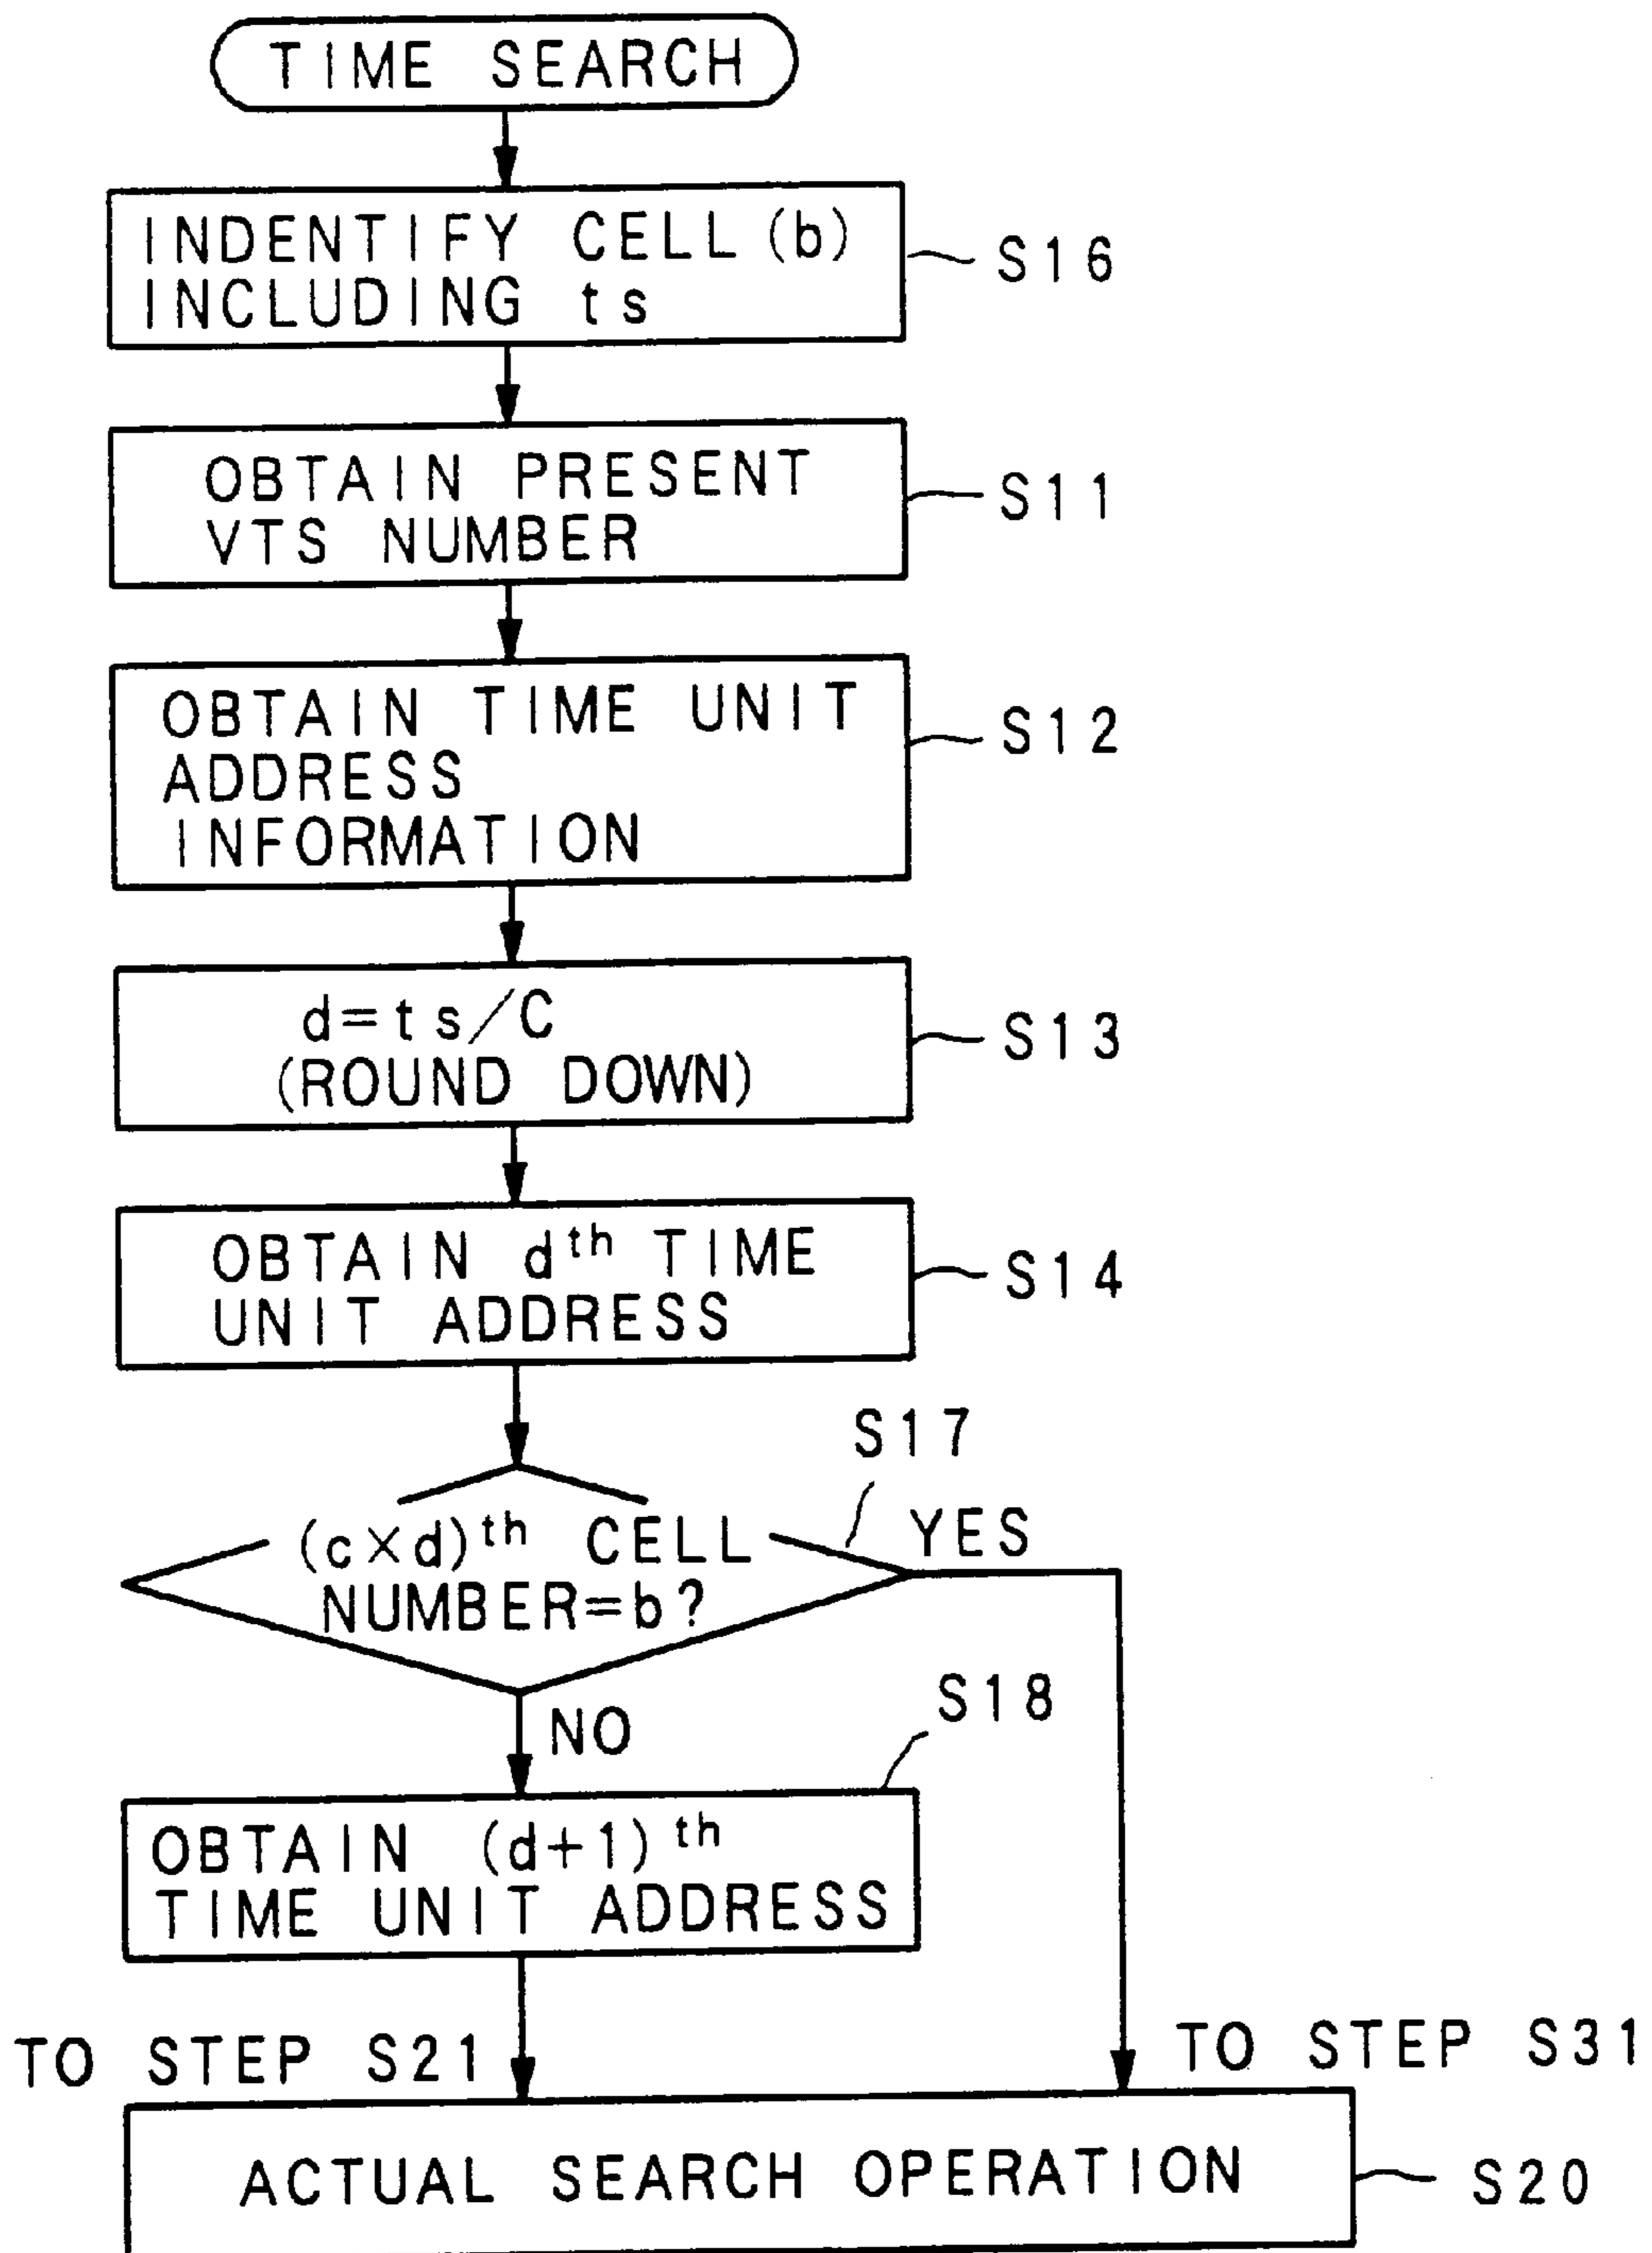 TIME SEARCH
INDENTIFY CELL (b)
INCLUDING ts
S16
OBTAIN PRESENT
VTS NUMBER
S11
OBTAIN TIME UNIT
ADDRESS
INFORMATION
S12
d=ts/C
(ROUND DOWN)
S13
OBTAIN dth TIME
UNIT ADDRESS
S14
S17
(c×d)th CELL
NUMBER=b?
YES
NO
S18
OBTAIN (d+1)th
TIME UNIT ADDRESS
TO STEP S21
TO STEP S31
ACTUAL SEARCH OPERATION
S20